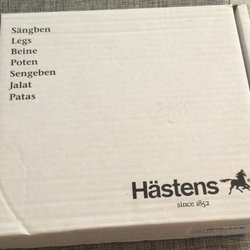 Sängben
Legs
Beine
Poten
Sengeben
Jalat
Patas
Hästens
since 1852